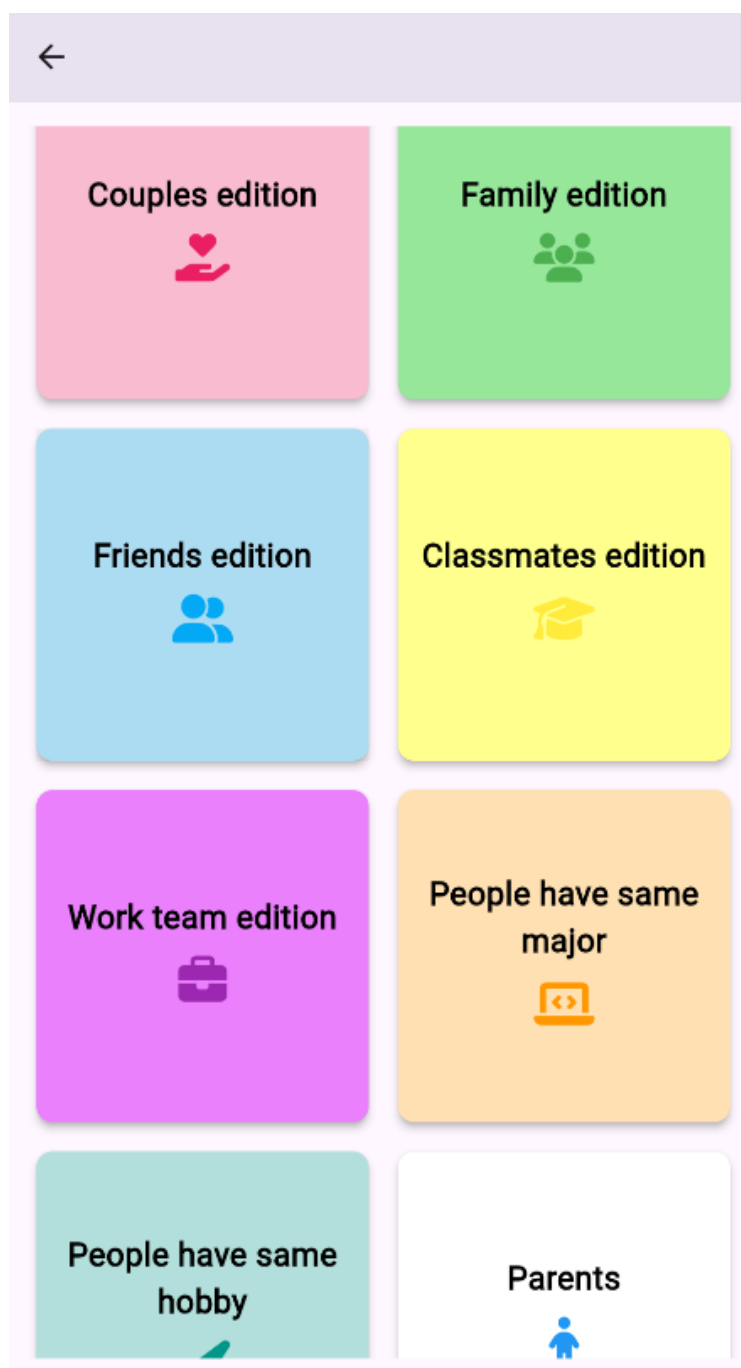 Couples edition
Family edition
Friends edition
Classmates edition
Work team edition
People have same
major
People have same
hobby
Parents